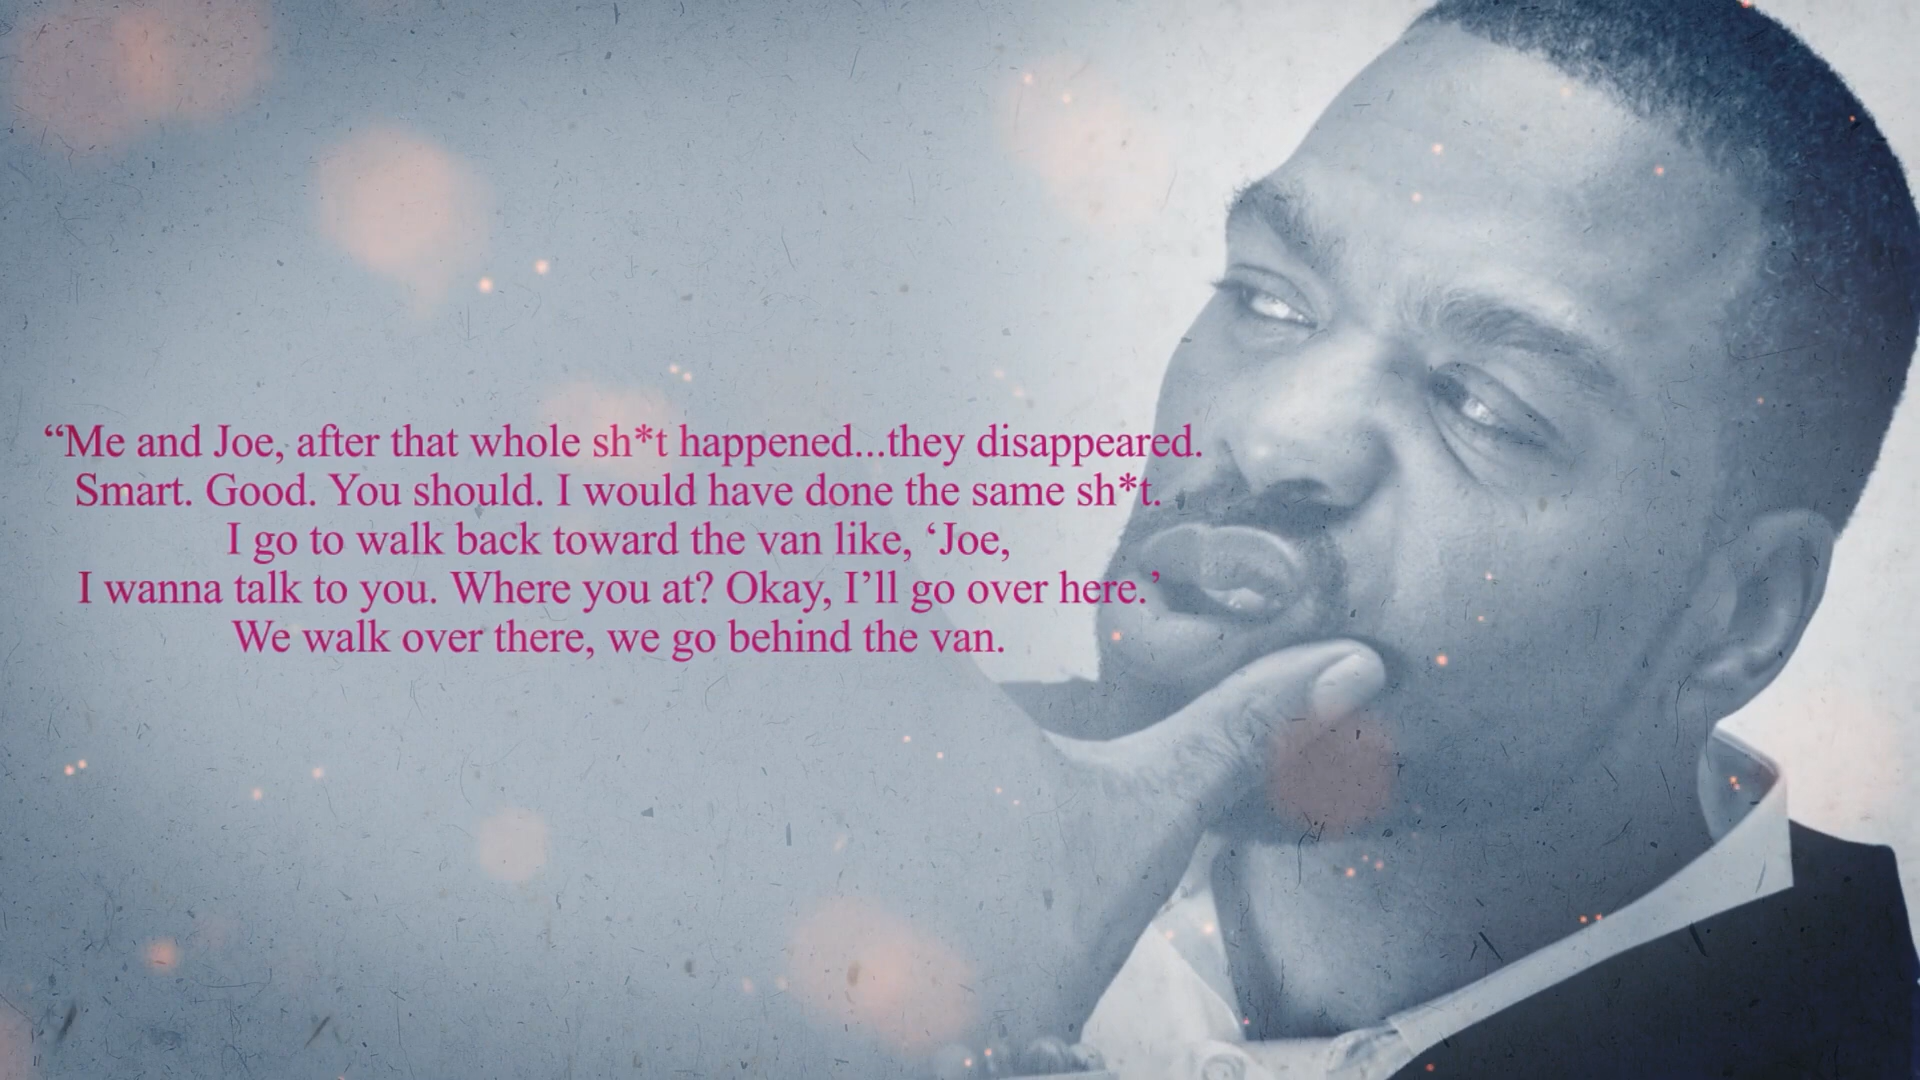 “Me and Joe, after that whole sh*t happened...they disappeared.
Smart. Good. You should. I would have done the same sh*t.
I go to walk back toward the van like, ‘Joe,
I wanna talk to you. Where you at? Okay, I’ll go over here.’
We walk over there, we go behind the van.